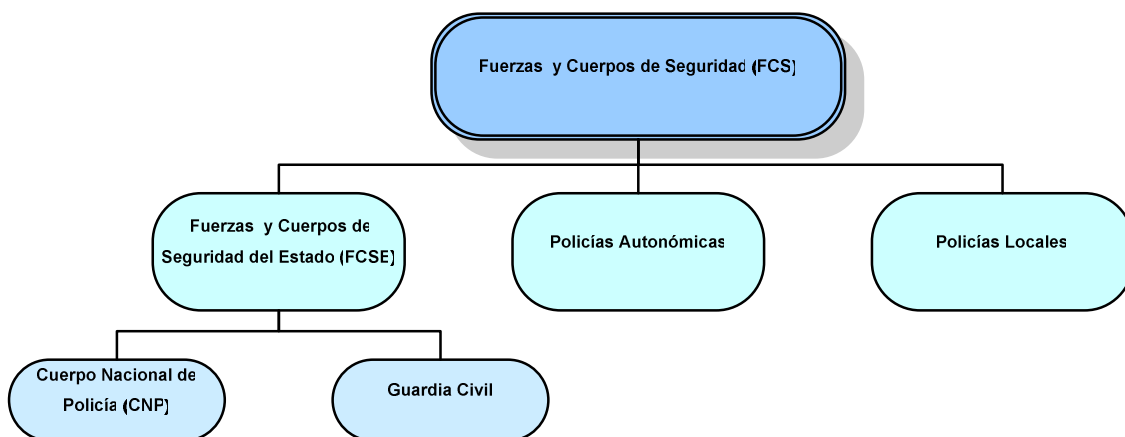 Fuerzas y Cuerpos de Seguridad (FCS)
Fuerzas y Cuerpos de
Seguridad del Estado (FCSE)
Policías Autonómicas
Policías Locales
Cuerpo Nacional de
Policía (CNP)
Guardia Civil